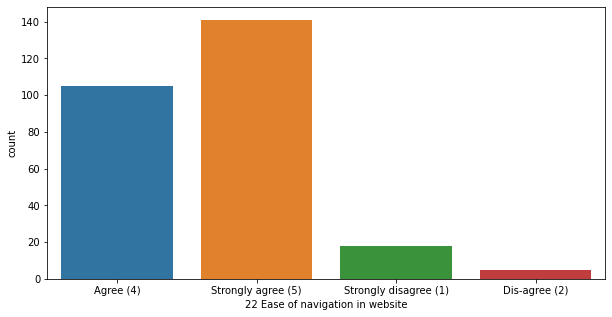 140
120
100
80
60
40
20
0
count
Agree (4) Strongly agree (5) Strongly disagree (1) Dis-agree (2)
22 Ease of navigation in website